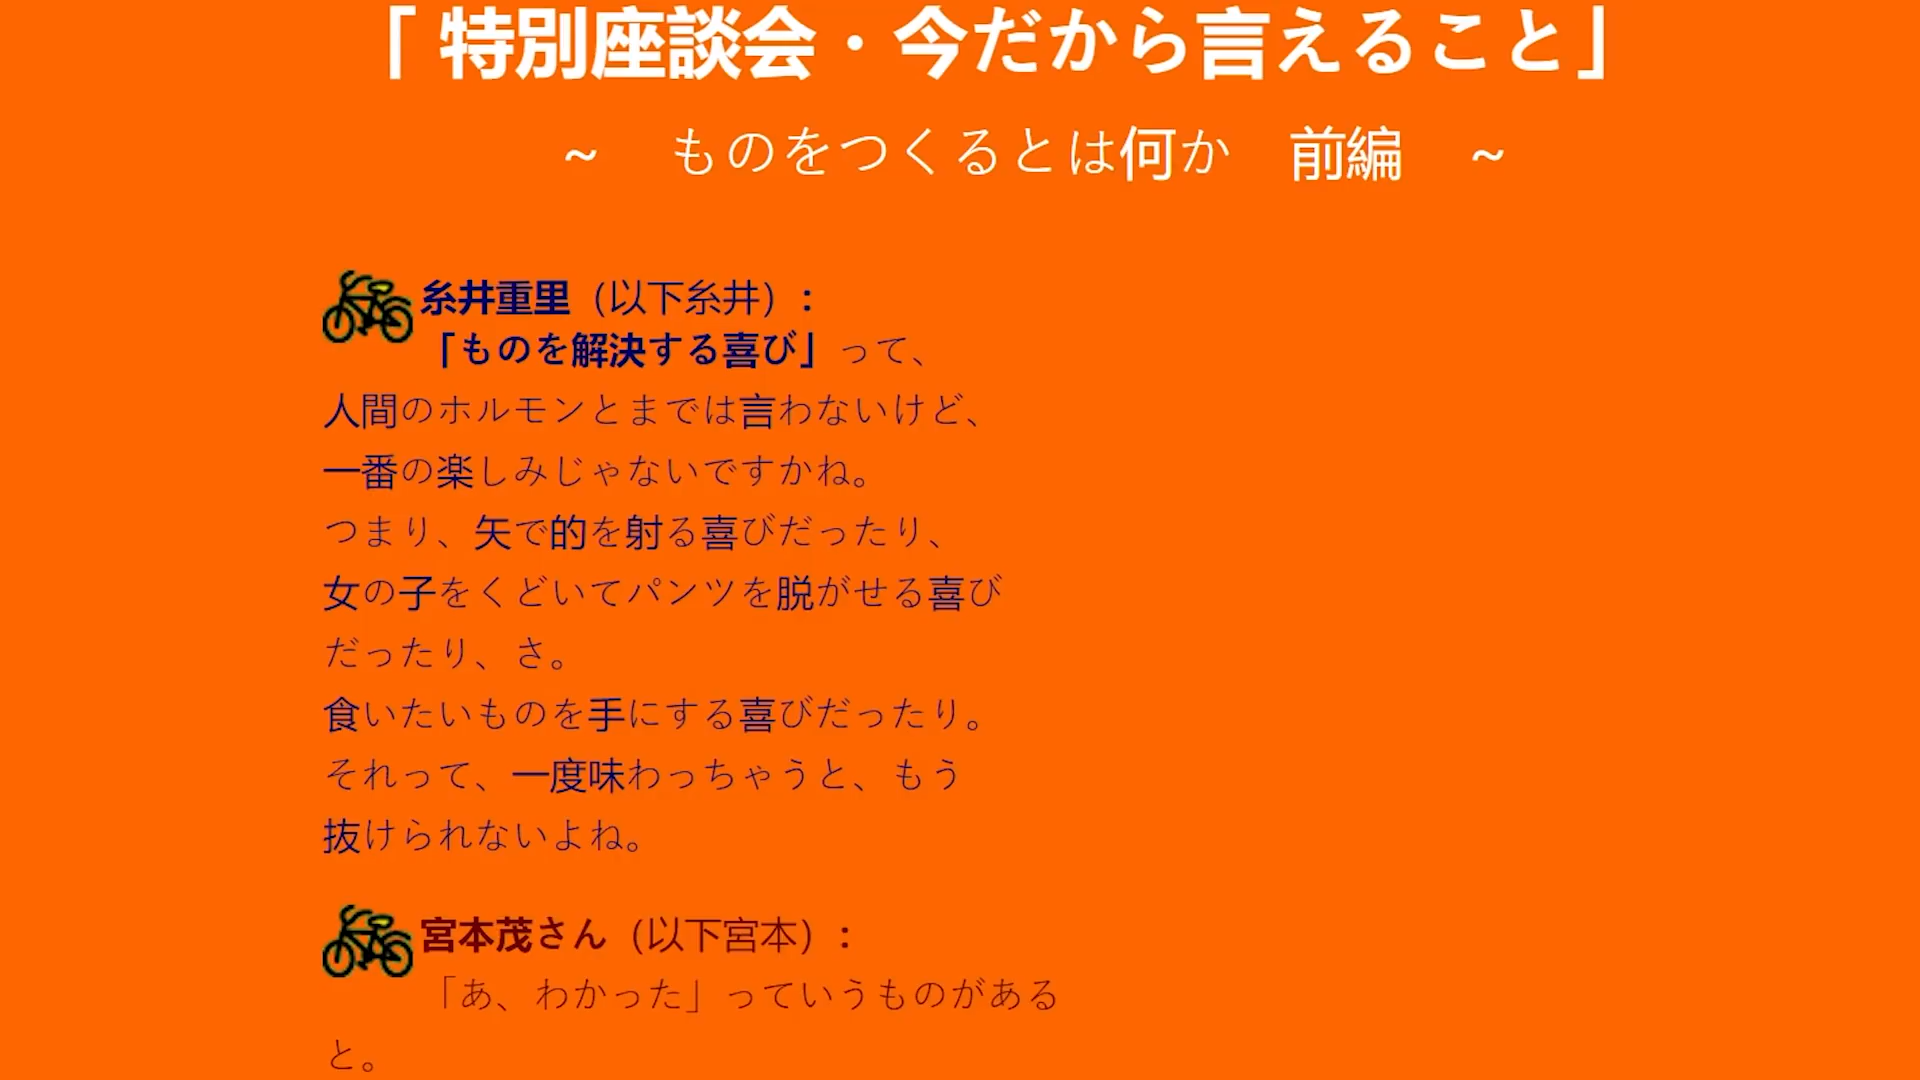 「 特別座談会・今だから言えること」
~　ものをつくるとは何か　前編　~
糸井重里（以下糸井）：
「ものを解決する喜び」って、
人間のホルモンとまでは言わないけど、
一番の楽しみじゃないですかね。
つまり、矢で的を射る喜びだったり、
女の子をくどいてパンツを脱がせる喜び
だったり、さ。
食いたいものを手にする喜びだったり。
それって、一度味わっちゃうと、もう
抜けられないよね。
宮本茂さん（以下宮本）：
「あ、わかった」っていうものがある
と。